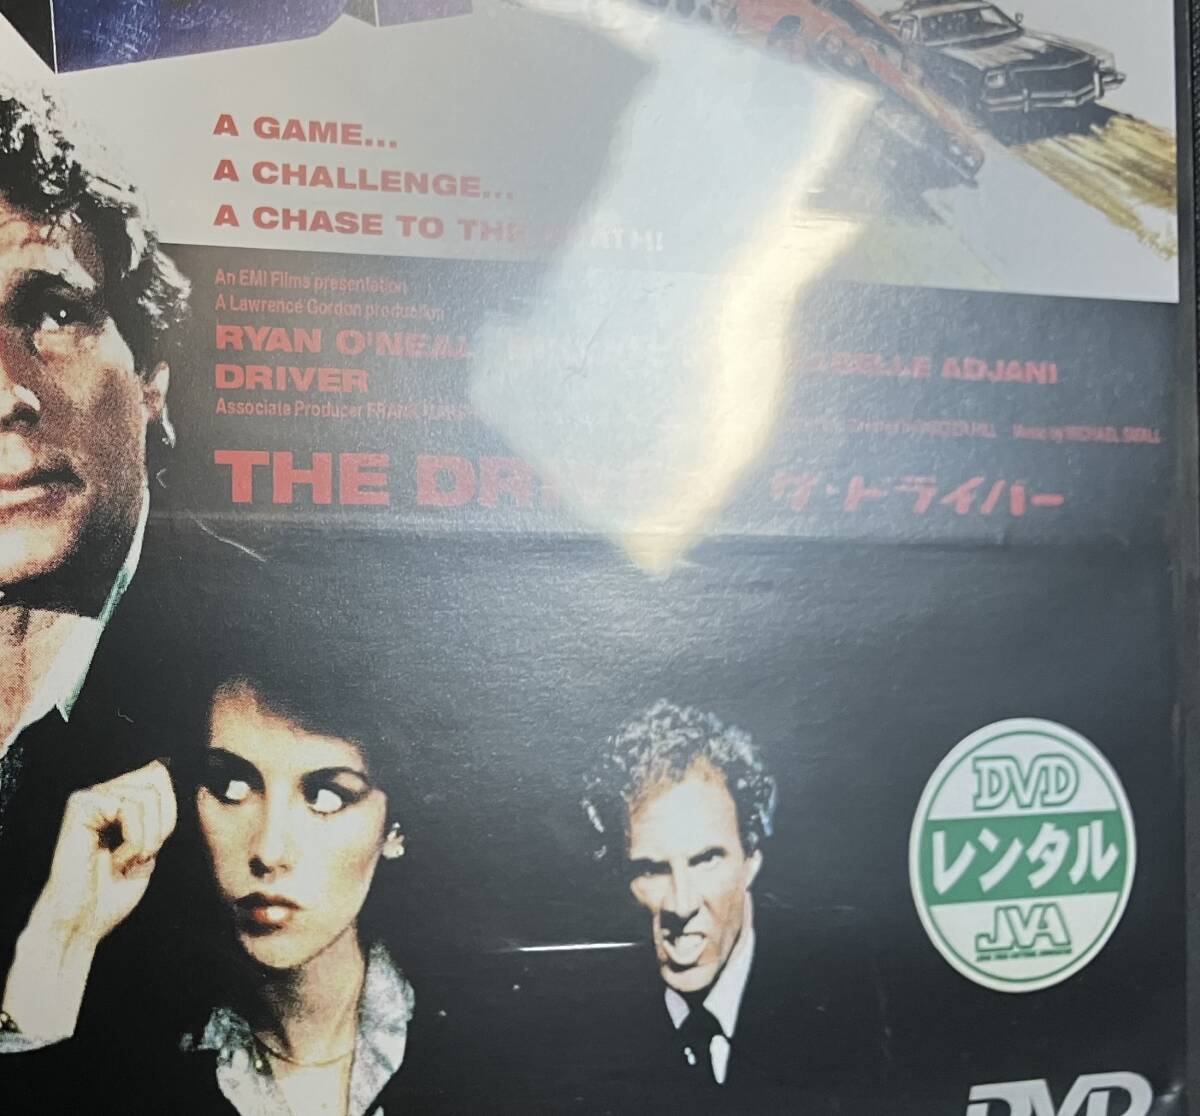 A GAME...
A CHALLENGE...
A CHASE TO THE
An EMI Films presentation
A Lawrence Gordon production
RYAN O'NEAL ADJANI
DRIVER
Associate Producer FRANK Music by MICHAEL SMALL
THE ザ・ドライバー
DVD
レンタル
JVA
DVD